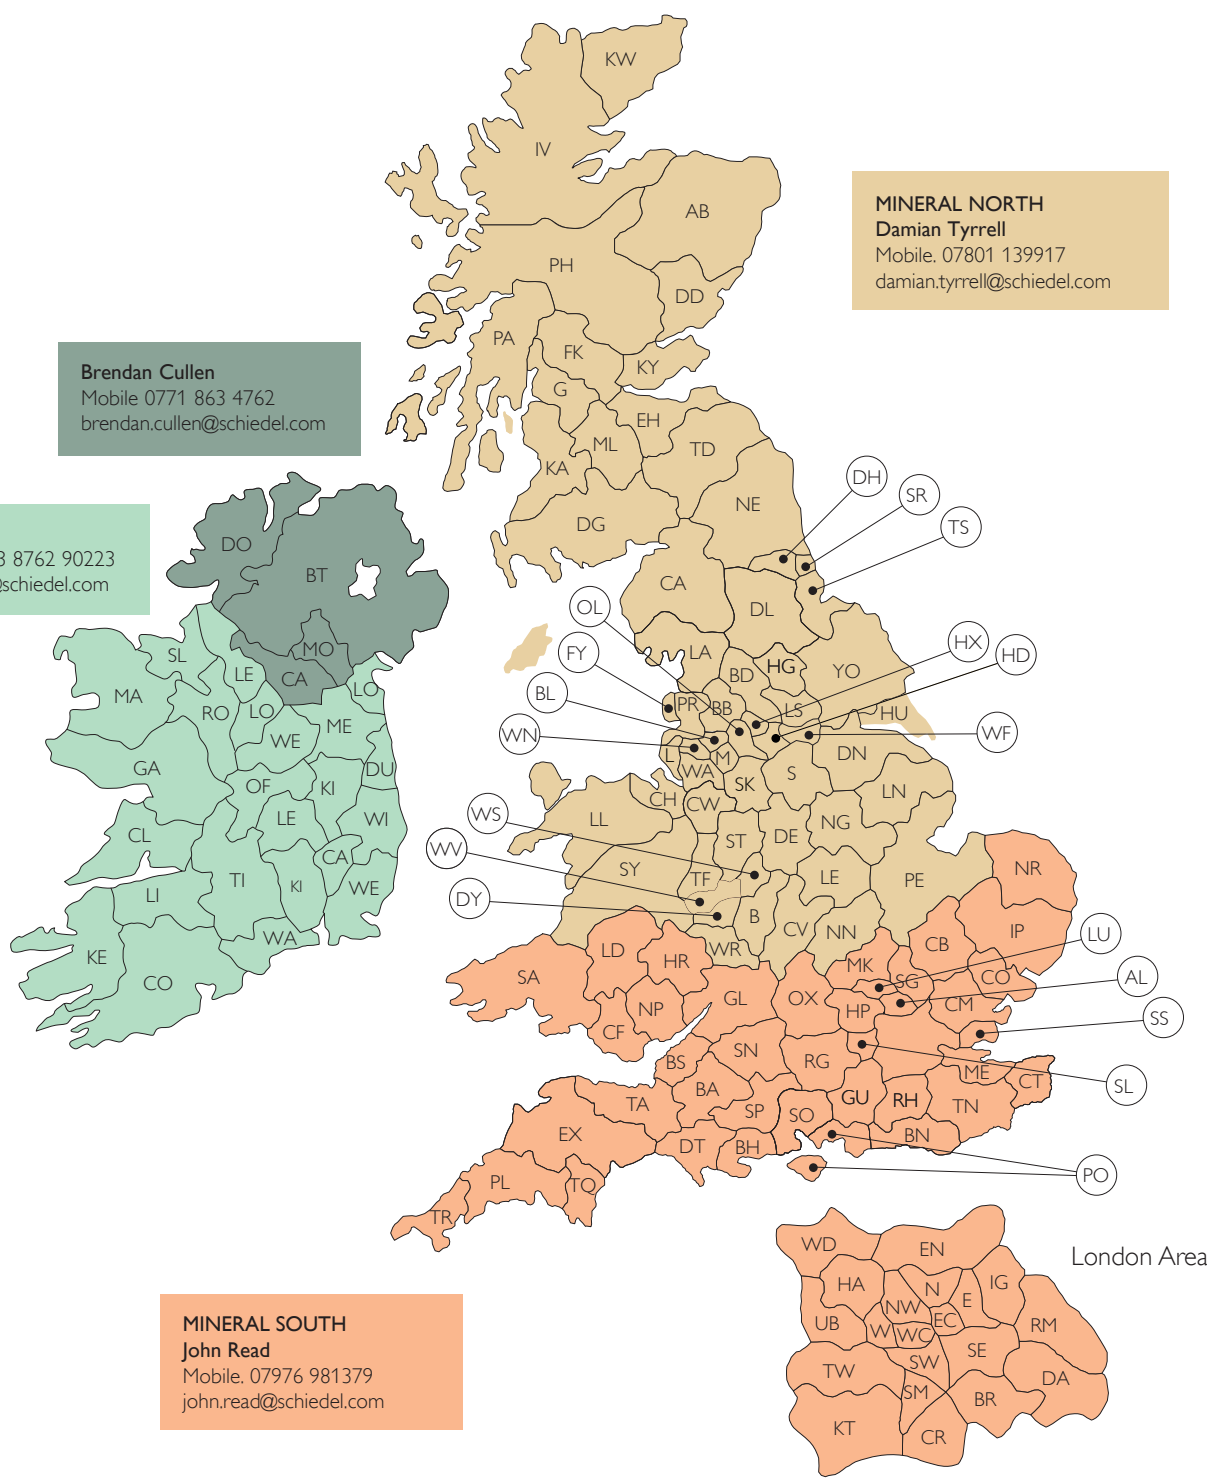 KW
IV
AB
PH
DD
PA
FK
KY
G
EH
ML
TD
KA
NE
DG
MINERAL NORTH
Damian Tyrrell
Mobile. 07801 139917
damian.tyrrell@schiedel.com
Brendan Cullen
Mobile 0771 863 4762
brendan.cullen@schiedel.com
8762 90223
@schiedel.com
DH
SR
TS
DO
BT
MO
CA
CA
DL
OL
FY
BL
WN
HX
HD
WF
LA
HG
YO
BD
PR
BB
LS
HU
L
M
WA
S
DN
SK
LN
CH
CW
LL
WS
WV
DY
ST
DE
NG
SY
TF
LE
PE
B
CV
NN
WR
SL
LE
LO
MA
RO
LO
ME
WE
GA
DU
OF
KI
LE
WI
CL
CA
TI
KI
WE
LI
WA
KE
CO
NR
IP
CB
LU
AL
SS
SL
PO
LD
HR
SA
MK
SG
CO
GL
OX
HP
CM
NP
CF
SN
BS
RG
ME
CT
BA
GU
RH
TN
TA
SP
SO
EX
DT
BH
BN
PL
TQ
TR
London Area
WD
EN
HA
N
IG
NW
E
EC
UB
W
WC
RM
SE
SW
TW
DA
SM
BR
KT
CR
MINERAL SOUTH
John Read
Mobile. 07976 981379
john.read@schiedel.com